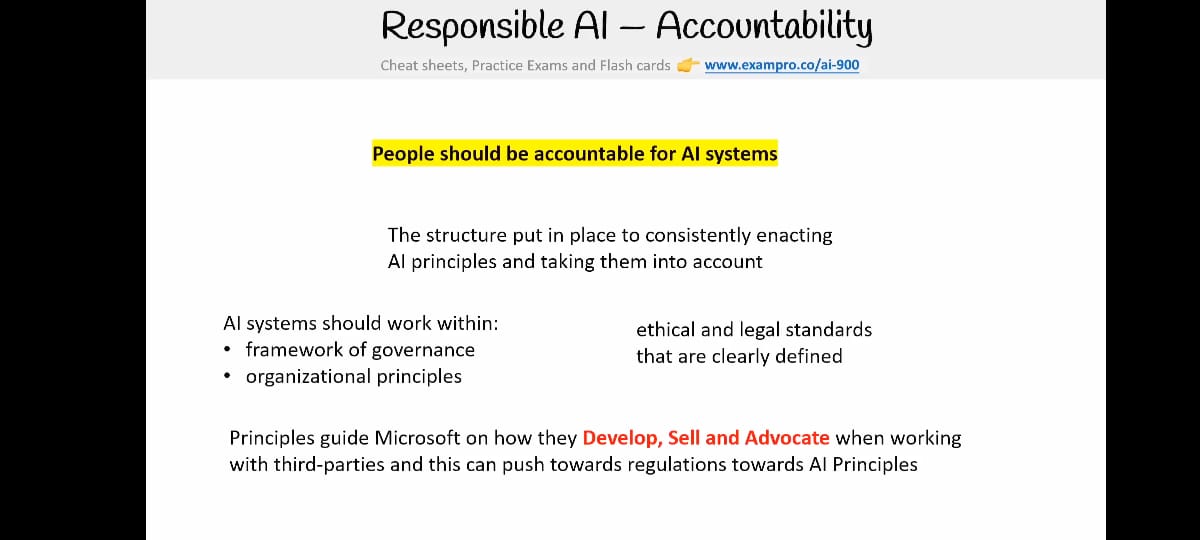 Responsible AI – Accountability
Cheat sheets, Practice Exams and Flash cards 👉 www.exampro.co/ai-900
People should be accountable for AI systems
The structure put in place to consistently enacting
AI principles and taking them into account
AI systems should work within:
• framework of governance
• organizational principles
ethical and legal standards
that are clearly defined
Principles guide Microsoft on how they Develop, Sell and Advocate when working
with third-parties and this can push towards regulations towards AI Principles